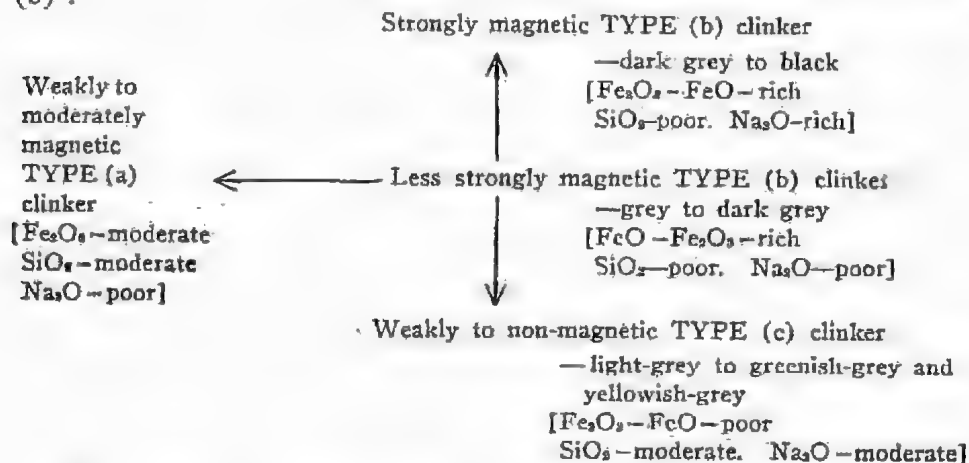 (b) :
Strongly magnetic TYPE (b) clinker
—dark grey to black
[Fe₃O₄–FeO–rich
SiO₂–poor. Na₂O–rich]
Weakly to
moderately
magnetic
TYPE (a)
clinker
[Fe₂O₃–moderate
SiO₂–moderate
Na₂O–poor]
Less strongly magnetic TYPE (b) clinker
—grey to dark grey
[FeO–Fe₂O₃–rich
SiO₂–poor. Na₂O–poor]
Weakly to non-magnetic TYPE (c) clinker
—light-grey to greenish-grey and
yellowish-grey
[Fe₂O₃–FeO–poor
SiO₂–moderate. Na₂O–moderate]